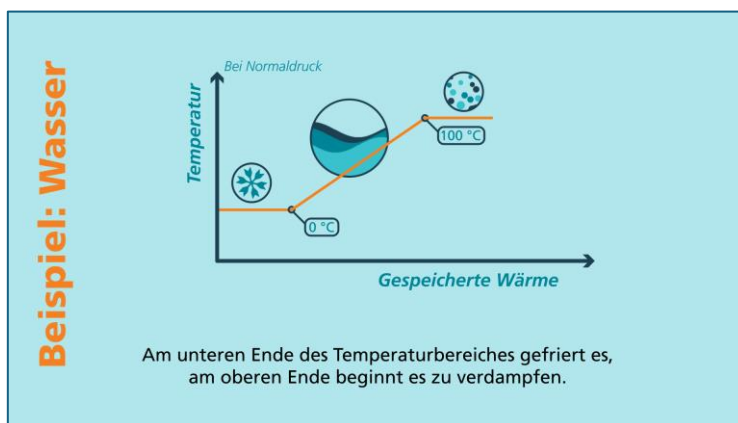 Beispiel: Wasser
Bei Normaldruck
Temperatur
100 °C
0 °C
Gespeicherte Wärme
Am unteren Ende des Temperaturbereiches gefriert es,
am oberen Ende beginnt es zu verdampfen.